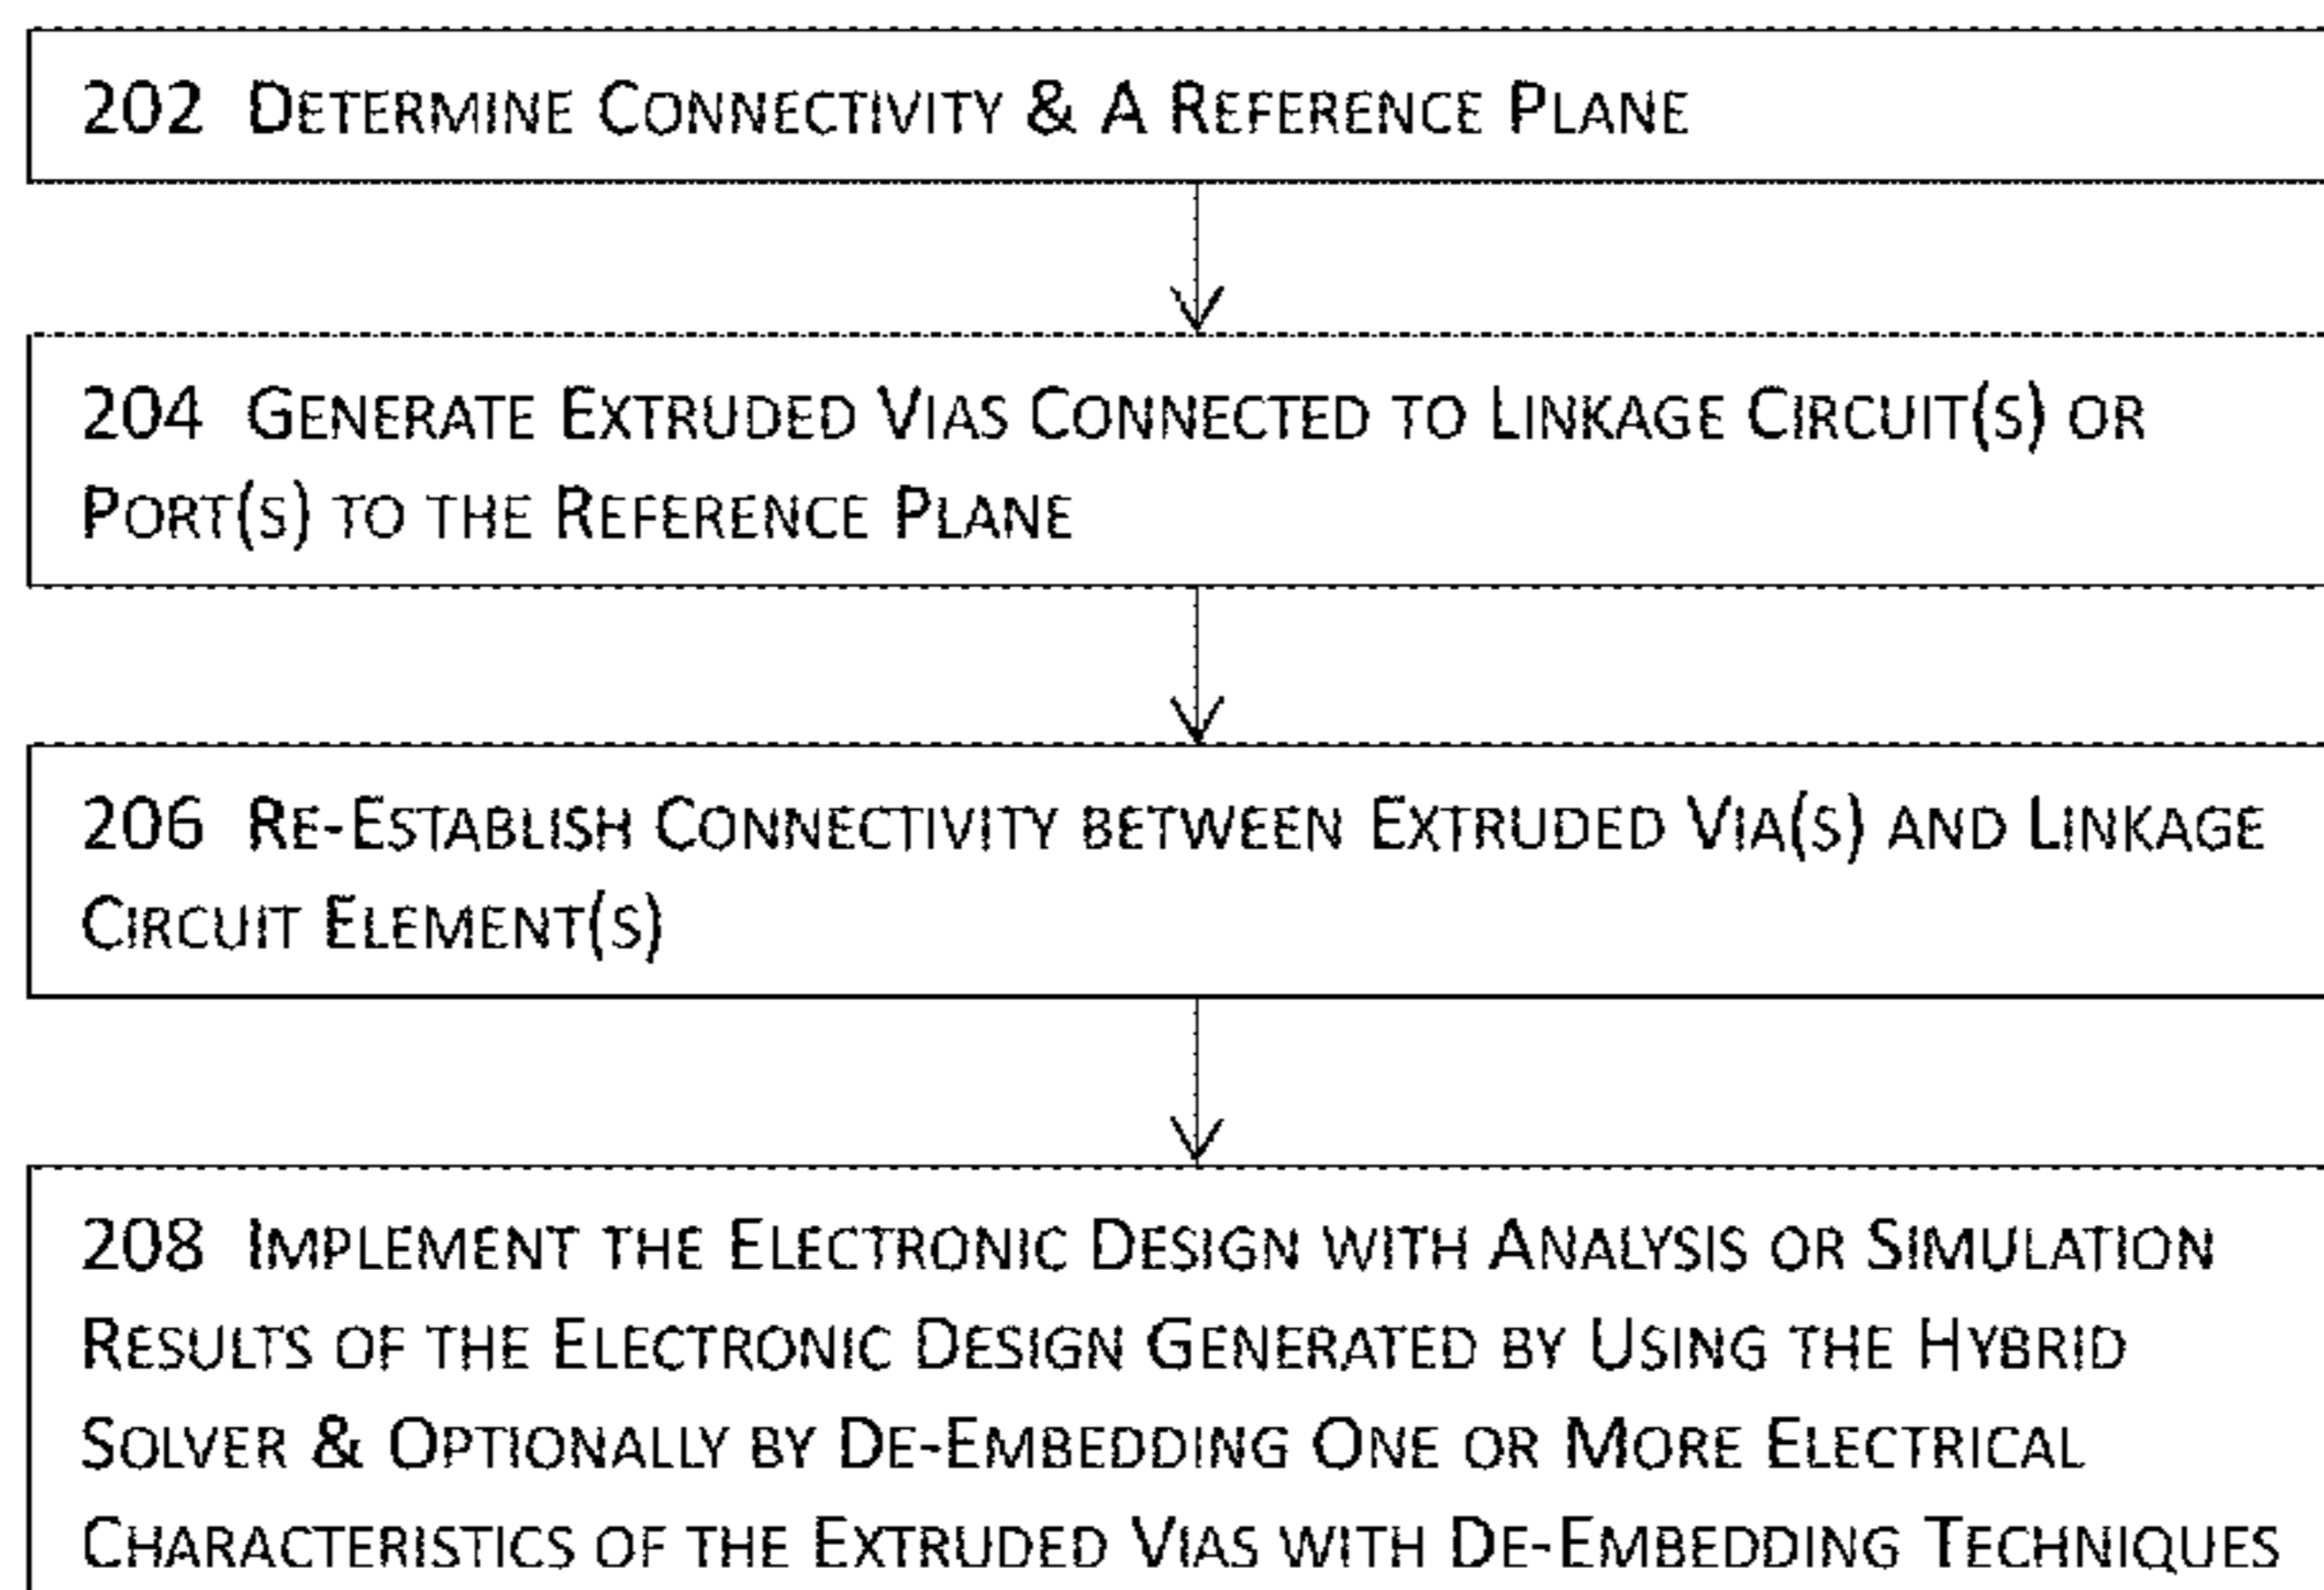 202 DETERMINE CONNECTIVITY & A REFERENCE PLANE
204 GENERATE EXTRUDED VIAS CONNECTED TO LINKAGE CIRCUIT(S) OR
PORT(S) TO THE REFERENCE PLANE
206 RE-ESTABLISH CONNECTIVITY BETWEEN EXTRUDED VIA(S) AND LINKAGE
CIRCUIT ELEMENT(S)
208 IMPLEMENT THE ELECTRONIC DESIGN WITH ANALYSIS OR SIMULATION
RESULTS OF THE ELECTRONIC DESIGN GENERATED BY USING THE HYBRID
SOLVER & OPTIONALLY BY DE-EMBEDDING ONE OR MORE ELECTRICAL
CHARACTERISTICS OF THE EXTRUDED VIAS WITH DE-EMBEDDING TECHNIQUES